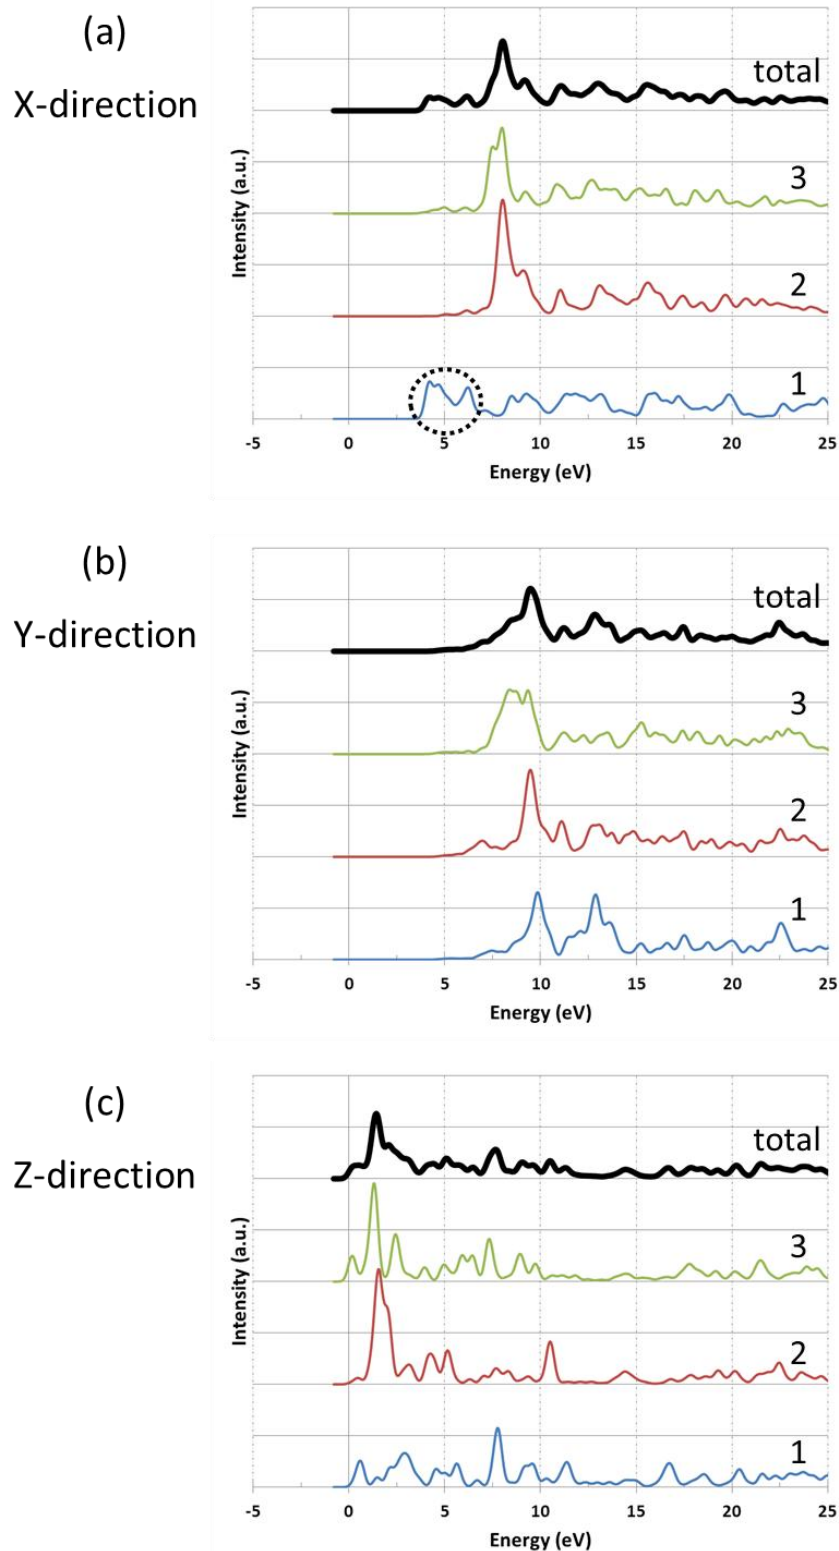 (a)
X-direction
total
3
2
1
Intensity (a.u.)
-5 0 5 10 15 20 25
Energy (eV)
(b)
Y-direction
total
3
2
1
Intensity (a.u.)
-5 0 5 10 15 20 25
Energy (eV)
(c)
Z-direction
total
3
2
1
Intensity (a.u.)
-5 0 5 10 15 20 25
Energy (eV)